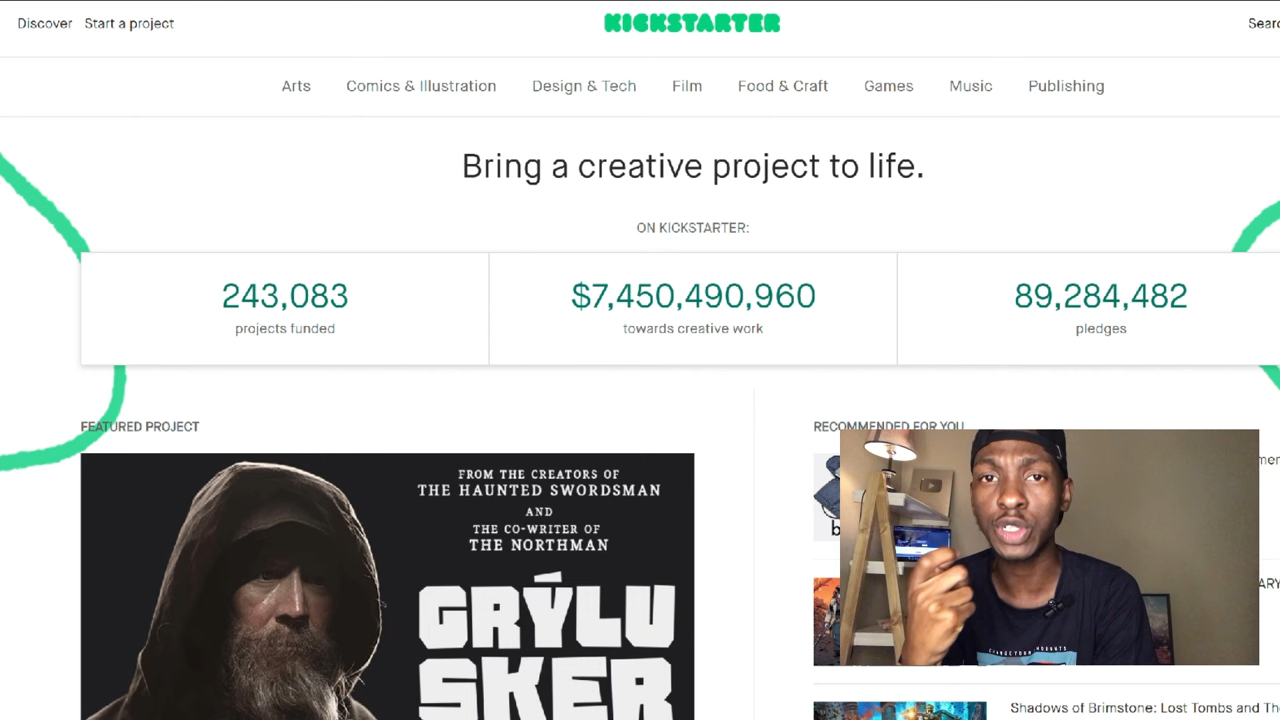 Discover Start a project
KICKSTARTER
Arts Comics & Illustration Design & Tech Film Food & Craft Games Music Publishing
Bring a creative project to life.
ON KICKSTARTER:
243,083 $7,450,490,960 89,284,482
projects funded towards creative work pledges
FEATURED PROJECT
RECOMMENDED FOR YOU
FROM THE CREATORS OF
THE HAUNTED SWORDSMAN
AND
THE CO-WRITER OF
THE NORTHMAN
GRÝLU
SKER
Shadows of Brimstone: Lost Tombs and